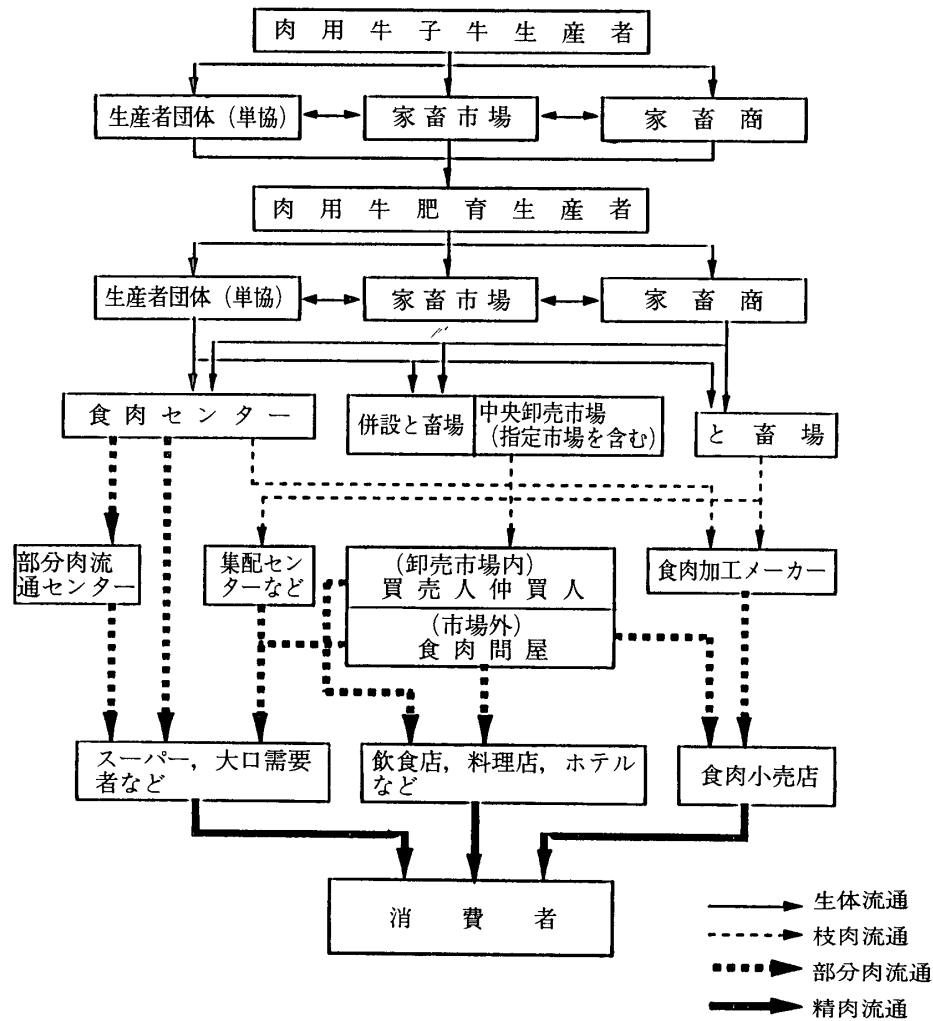 肉用牛子牛生産者
生産者団体（単協）
家畜市場
家畜商
肉用牛肥育生産者
生産者団体（単協）
家畜市場
家畜商
食肉センター
併設と畜場
中央卸売市場
（指定市場を含む）
と畜場
部分肉流
通センター
集配セン
ターなど
（卸売市場内）
買売人仲買人
（市場外）
食肉問屋
食肉加工メーカー
スーパー，大口需要
者など
飲食店，料理店，ホテル
など
食肉小売店
消費者
生体流通
枝肉流通
部分肉流通
精肉流通